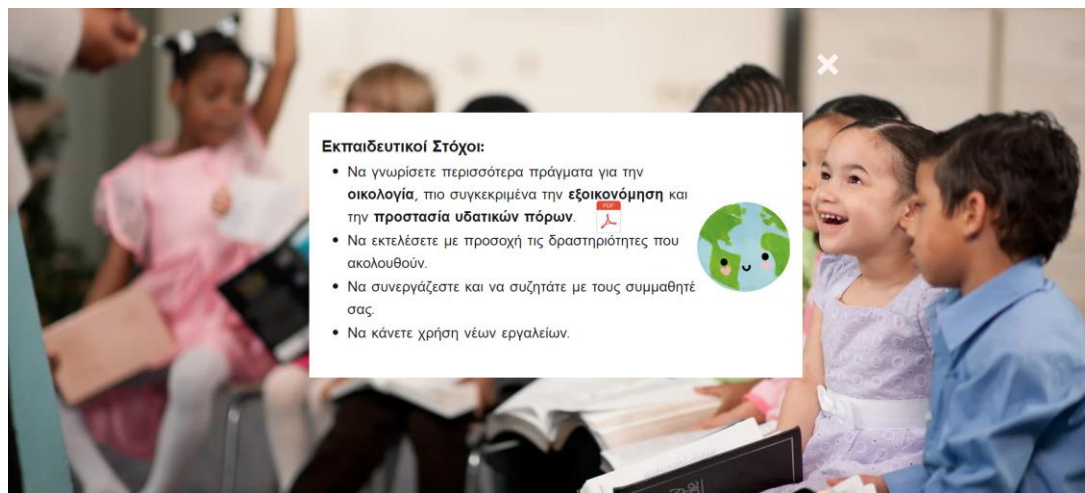 Εκπαιδευτικοί Στόχοι:
• Να γνωρίσετε περισσότερα πράγματα για την
οικολογία, πιο συγκεκριμένα την εξοικονόμηση και
την προστασία υδατικών πόρων.
PDF
• Να εκτελέσετε με προσοχή τις δραστηριότητες που
ακολουθούν.
• Να συνεργάζεστε και να συζητάτε με τους συμμαθητέ
σας.
• Να κάνετε χρήση νέων εργαλείων.